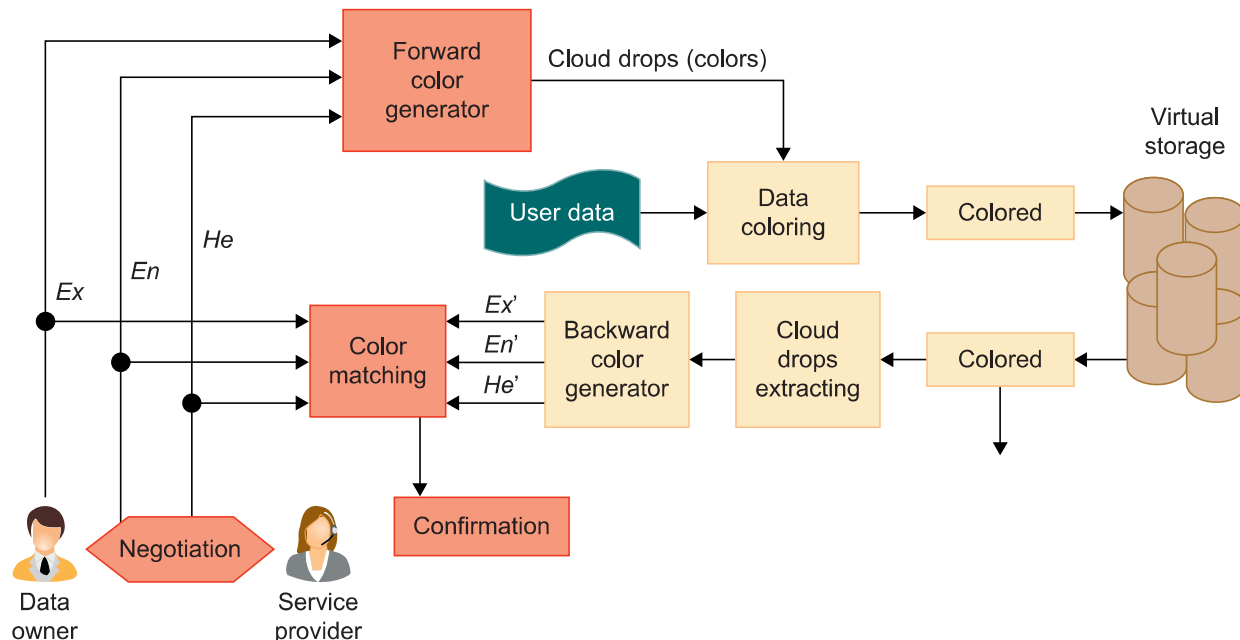 Forward
color
generator
Cloud drops (colors)
Virtual
storage
User data
Data
coloring
Colored
He
En
Ex
Color
matching
Ex’
En’
He’
Backward
color
generator
Cloud
drops
extracting
Colored
Confirmation
Negotiation
Data
owner
Service
provider